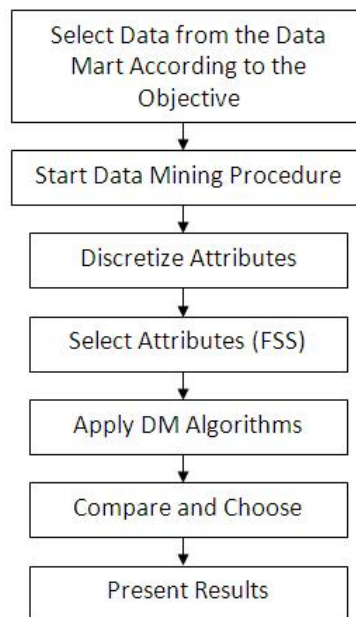 Select Data from the Data
Mart According to the
Objective
Start Data Mining Procedure
Discretize Attributes
Select Attributes (FSS)
Apply DM Algorithms
Compare and Choose
Present Results